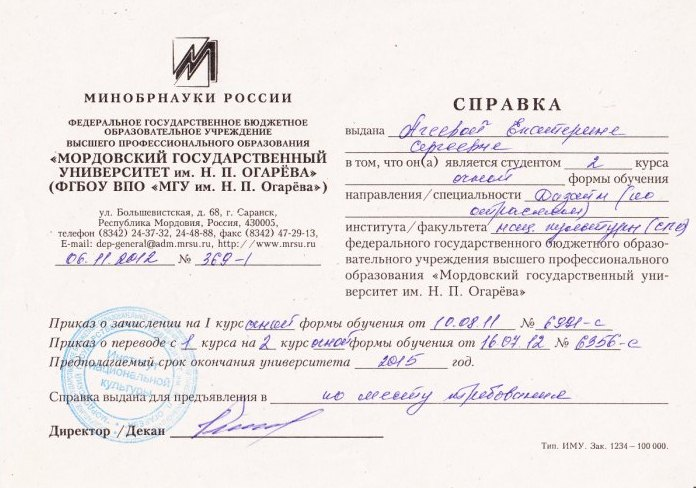 МИНОБРНАУКИ РОССИИ
ФЕДЕРАЛЬНОЕ ГОСУДАРСТВЕННОЕ БЮДЖЕТНОЕ
ОБРАЗОВАТЕЛЬНОЕ УЧРЕЖДЕНИЕ
ВЫСШЕГО ПРОФЕССИОНАЛЬНОГО ОБРАЗОВАНИЯ
«МОРДОВСКИЙ ГОСУДАРСТВЕННЫЙ
УНИВЕРСИТЕТ им. Н. П. ОГАРЁВА»
(ФГБОУ ВПО «МГУ им. Н. П. Огарёва»)
ул. Большевистская, д. 68, г. Саранск,
Республика Мордовия, Россия, 430005,
телефон (8342) 24-37-32, 24-48-88, факс (8342) 47-29-13,
E-mail: dep-general@adm.mrsu.ru, http://www.mrsu.ru
06.11.2012 № 369-1
СПРАВКА
выдана Екатерине
Сергеевне
в том, что он(а) является студентом 2 курса
очной формы обучения
направления/специальности Дизайн (по
отраслям)
института/факультета нац. культуры (СПО)
федерального государственного бюджетного образо-
вательного учреждения высшего профессионального
образования «Мордовский государственный уни-
верситет им. Н. П. Огарёва»
Приказ о зачислении на I курс очной формы обучения от 10.08.11 № 6991-с
Приказ о переводе с 1 курса на 2 курс очной формы обучения от 16.07.12 № 6356-с
Предполагаемый срок окончания университета 2015 год.
Справка выдана для предъявления в по месту требования
Директор /Декан
Институт
национальной
культуры
Тип. ИМУ. Зак. 1234 – 100 000.